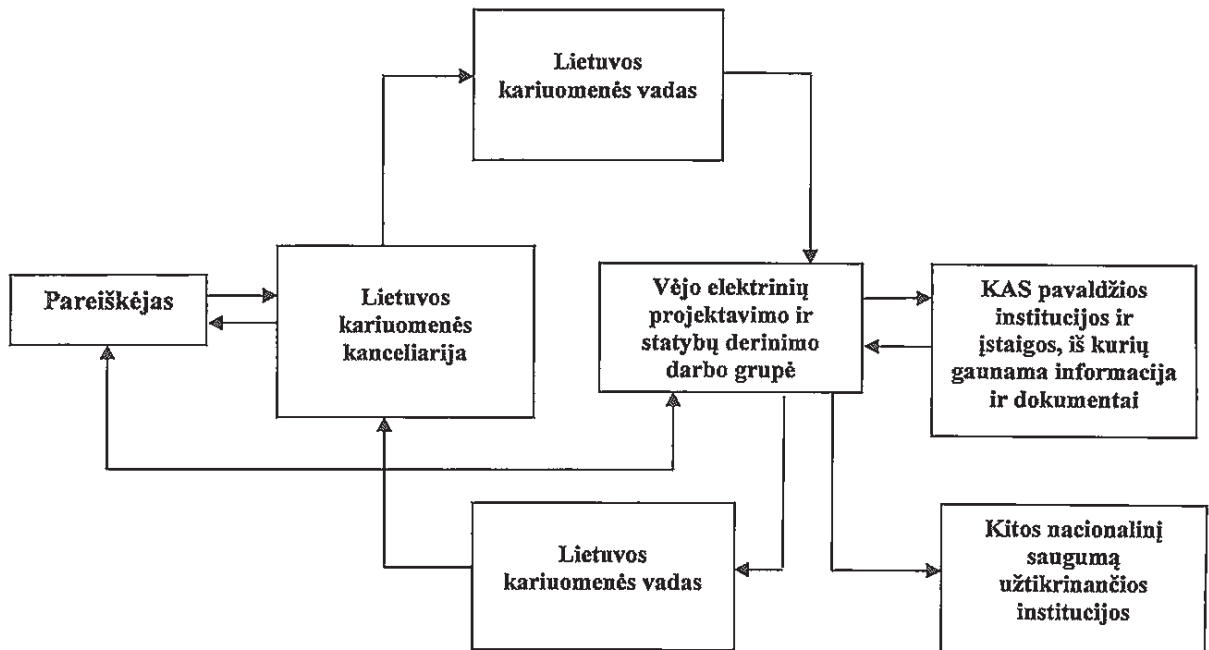 Lietuvos
kariuomenės vadas
Pareiškėjas
Lietuvos
kariuomenės
kanceliarija
Vėjo elektrinių
projektavimo ir
statybų derinimo
darbo grupė
KAS pavaldžios
institucijos ir
įstaigos, iš kurių
gaunama informacija
ir dokumentai
Lietuvos
kariuomenės vadas
Kitos nacionalinį
saugumą
užtikrinančios
institucijos